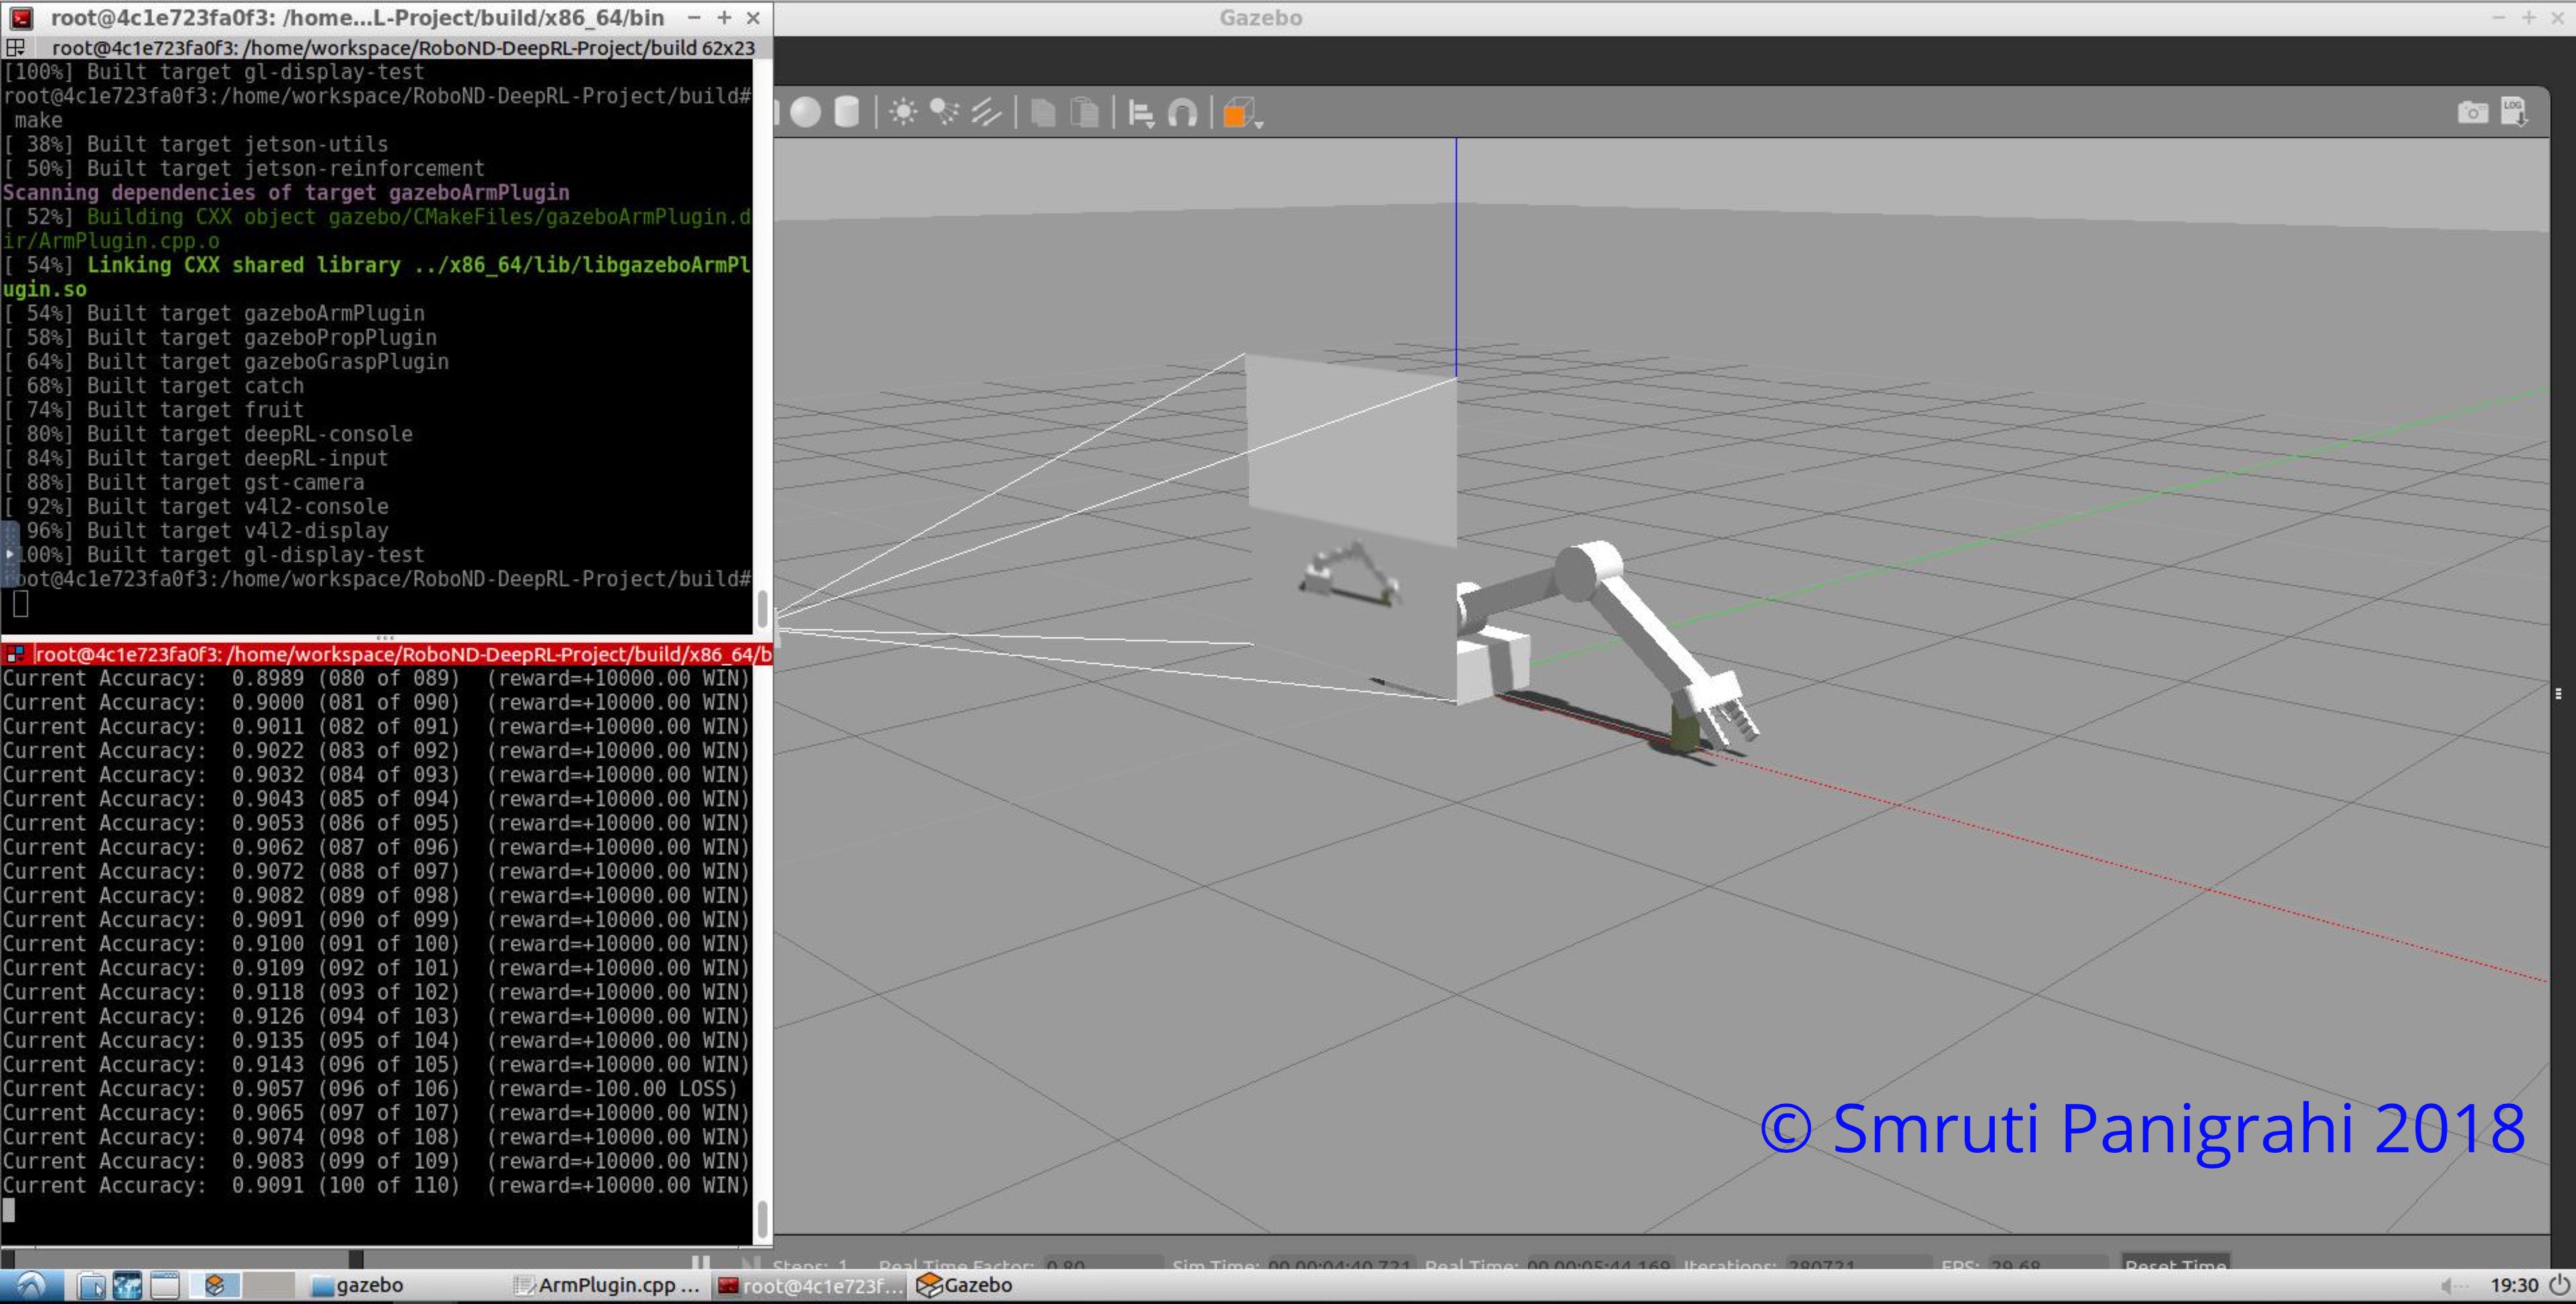 root@4c1e723fa0f3: /home...L-Project/build/x86_64/bin
Gazebo
root@4c1e723fa0f3: /home/workspace/RoboND-DeepRL-Project/build 62x23
[100%] Built target gl-display-test
root@4c1e723fa0f3:/home/workspace/RoboND-DeepRL-Project/build#
make
[ 38%] Built target jetson-utils
[ 50%] Built target jetson-reinforcement
Scanning dependencies of target gazeboArmPlugin
[ 52%] Building CXX object gazebo/CMakeFiles/gazeboArmPlugin.d
ir/ArmPlugin.cpp.o
[ 54%] Linking CXX shared library ../x86_64/lib/libgazeboArmPl
ugin.so
[ 54%] Built target gazeboArmPlugin
[ 58%] Built target gazeboPropPlugin
[ 64%] Built target gazeboGraspPlugin
[ 68%] Built target catch
[ 74%] Built target fruit
[ 80%] Built target deepRL-console
[ 84%] Built target deepRL-input
[ 88%] Built target gst-camera
[ 92%] Built target v4l2-console
96%] Built target v4l2-display
100%] Built target gl-display-test
oot@4c1e723fa0f3:/home/workspace/RoboND-DeepRL-Project/build#
root@4c1e723fa0f3: /home/workspace/RoboND-DeepRL-Project/build/x86_64/b
Current Accuracy:  0.8989 (080 of 089)  (reward=+10000.00 WIN)
Current Accuracy:  0.9000 (081 of 090)  (reward=+10000.00 WIN)
Current Accuracy:  0.9011 (082 of 091)  (reward=+10000.00 WIN)
Current Accuracy:  0.9022 (083 of 092)  (reward=+10000.00 WIN)
Current Accuracy:  0.9032 (084 of 093)  (reward=+10000.00 WIN)
Current Accuracy:  0.9043 (085 of 094)  (reward=+10000.00 WIN)
Current Accuracy:  0.9053 (086 of 095)  (reward=+10000.00 WIN)
Current Accuracy:  0.9062 (087 of 096)  (reward=+10000.00 WIN)
Current Accuracy:  0.9072 (088 of 097)  (reward=+10000.00 WIN)
Current Accuracy:  0.9082 (089 of 098)  (reward=+10000.00 WIN)
Current Accuracy:  0.9091 (090 of 099)  (reward=+10000.00 WIN)
Current Accuracy:  0.9100 (091 of 100)  (reward=+10000.00 WIN)
Current Accuracy:  0.9109 (092 of 101)  (reward=+10000.00 WIN)
Current Accuracy:  0.9118 (093 of 102)  (reward=+10000.00 WIN)
Current Accuracy:  0.9126 (094 of 103)  (reward=+10000.00 WIN)
Current Accuracy:  0.9135 (095 of 104)  (reward=+10000.00 WIN)
Current Accuracy:  0.9143 (096 of 105)  (reward=+10000.00 WIN)
Current Accuracy:  0.9057 (096 of 106)  (reward=-100.00 LOSS)
Current Accuracy:  0.9065 (097 of 107)  (reward=+10000.00 WIN)
Current Accuracy:  0.9074 (098 of 108)  (reward=+10000.00 WIN)
Current Accuracy:  0.9083 (099 of 109)  (reward=+10000.00 WIN)
Current Accuracy:  0.9091 (100 of 110)  (reward=+10000.00 WIN)
LOG
© Smruti Panigrahi 2018
Steps: 1 Real Time Factor: 0.80 Sim Time: 00 00:04:40.721 Real Time: 00 00:05:44.169 Iterations: 280721 FPS: 29.68 Reset Time
gazebo ArmPlugin.cpp ... root@4c1e723f... Gazebo 19:30